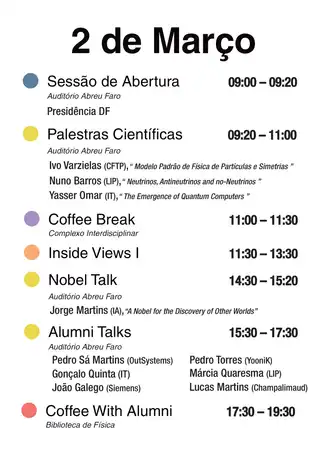 2 de Março
Sessão de Abertura 09:00 – 09:20
Auditório Abreu Faro
Presidência DF
Palestras Científicas 09:20 – 11:00
Auditório Abreu Faro
Ivo Varzielas (CFTP), “ Modelo Padrão de Física de Partículas e Simetrias ”
Nuno Barros (LIP), “ Neutrinos, Antineutrinos and no-Neutrinos ”
Yasser Omar (IT), “ The Emergence of Quantum Computers ”
Coffee Break 11:00 – 11:30
Complexo Interdisciplinar
Inside Views I 11:30 – 13:30
Nobel Talk 14:30 – 15:20
Auditório Abreu Faro
Jorge Martins (IA), “A Nobel for the Discovery of Other Worlds”
Alumni Talks 15:30 – 17:30
Auditório Abreu Faro
Pedro Sá Martins (OutSystems) Pedro Torres (YooniK)
Gonçalo Quinta (IT) Márcia Quaresma (LIP)
João Galego (Siemens) Lucas Martins (Champalimaud)
Coffee With Alumni 17:30 – 19:30
Biblioteca de Física